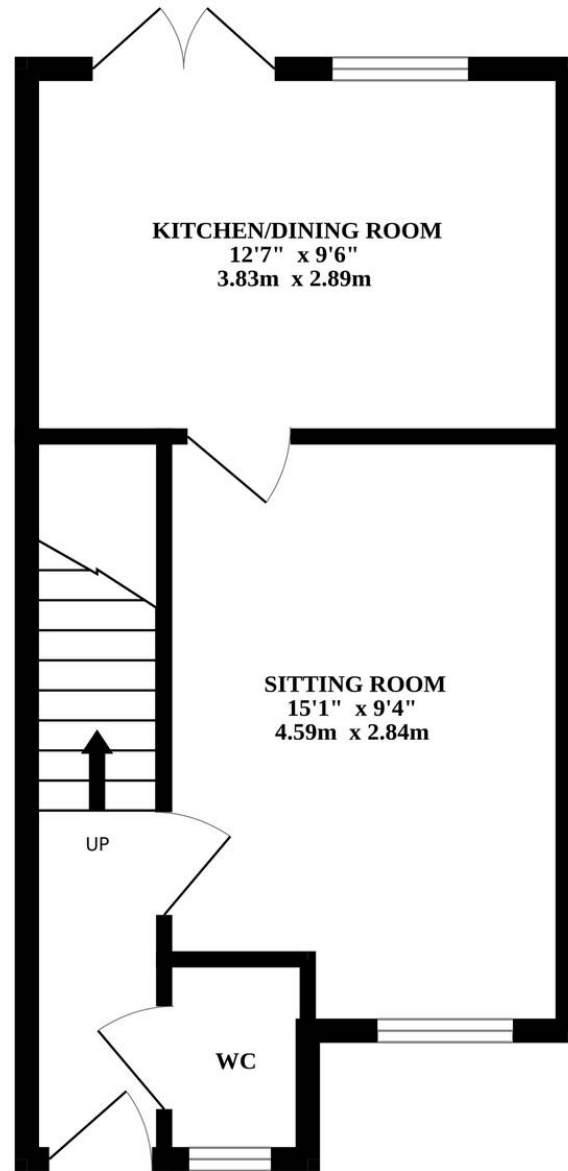 KITCHEN/DINING ROOM
12'7" x 9'6"
3.83m x 2.89m
SITTING ROOM
15'1" x 9'4"
4.59m x 2.84m
UP
WC